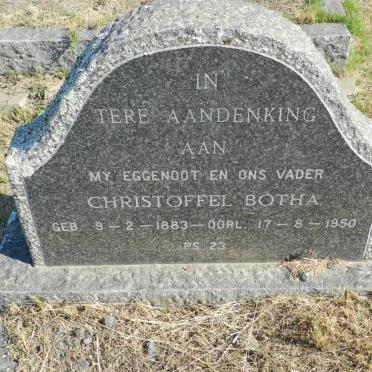 IN
TERE AANDENKING
AAN
MY EGGENOOT EN ONS VADER
CHRISTOFFEL BOTHA
GEB. 9-2-1883-OORL. 17-8-1950
PS. 23